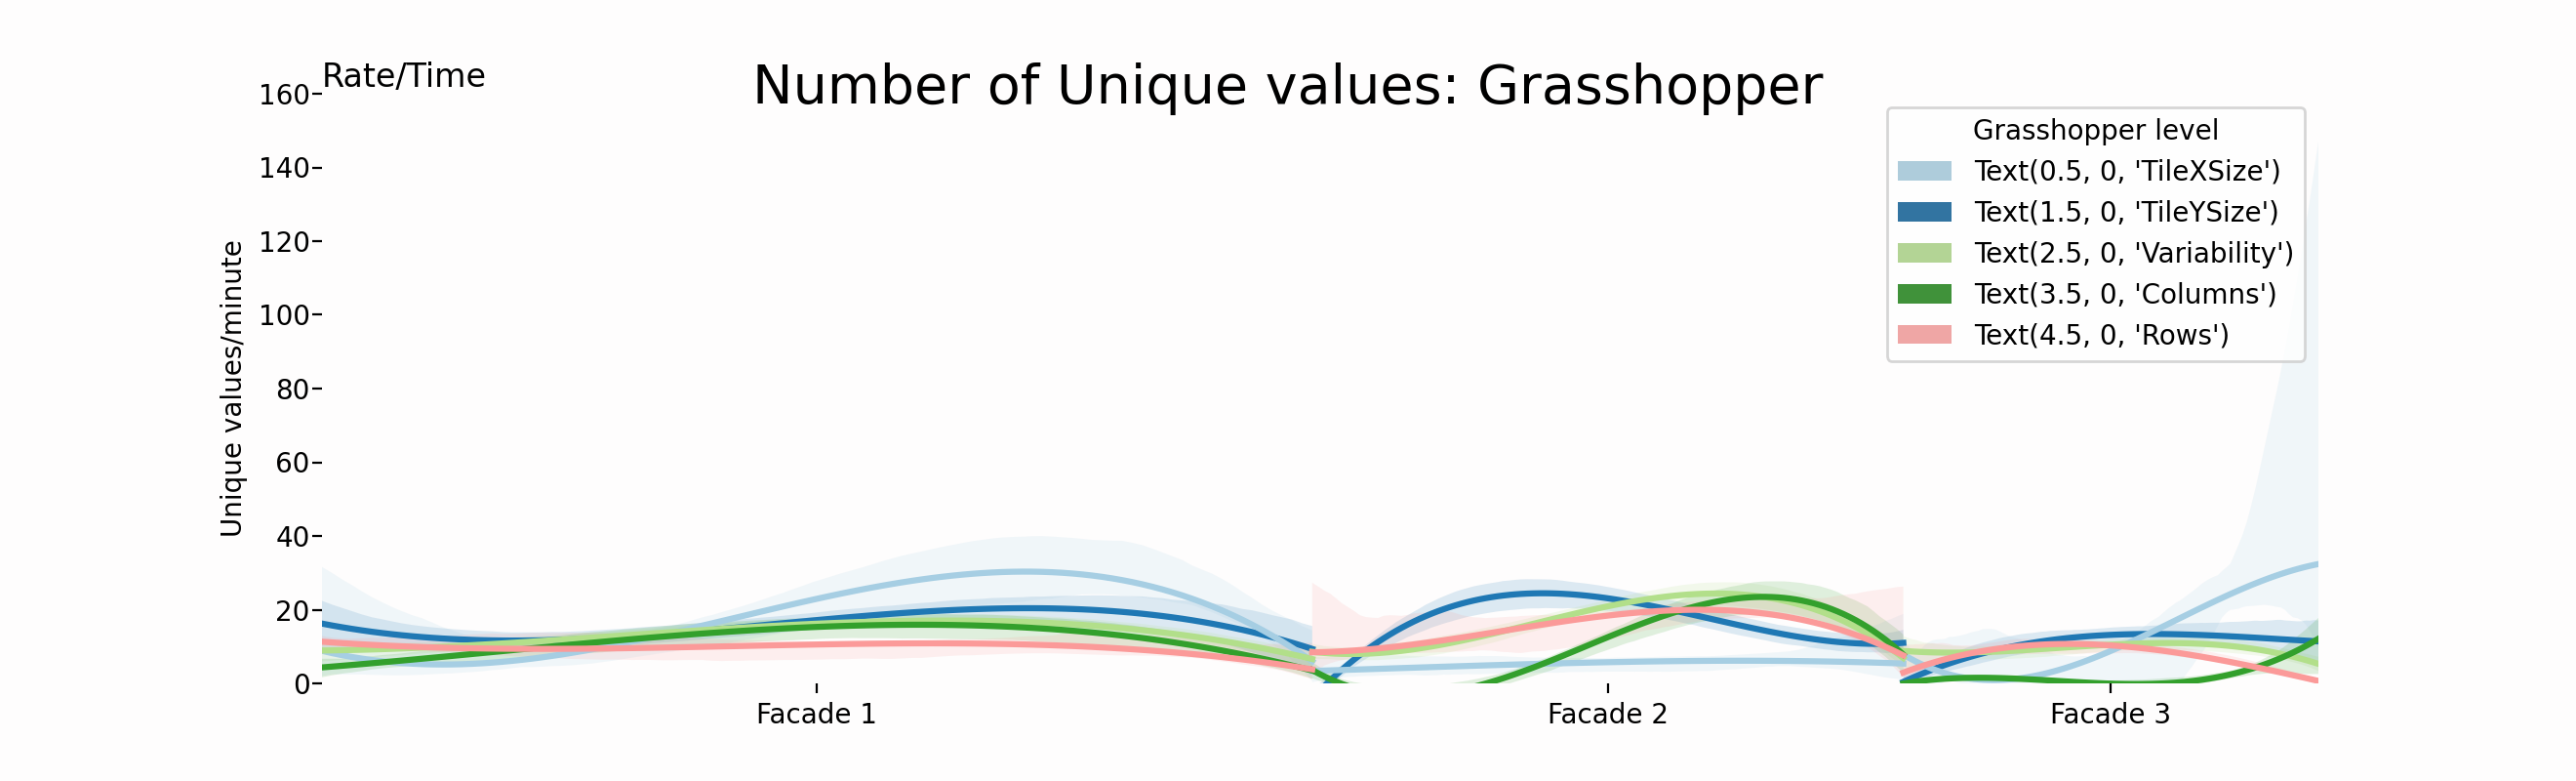 Rate/Time
Number of Unique values: Grasshopper
160
140
120
100
80
60
40
20
0
Unique values/minute
Grasshopper level
Text(0.5, 0, 'TileXSize')
Text(1.5, 0, 'TileYSize')
Text(2.5, 0, 'Variability')
Text(3.5, 0, 'Columns')
Text(4.5, 0, 'Rows')
Facade 1
Facade 2
Facade 3